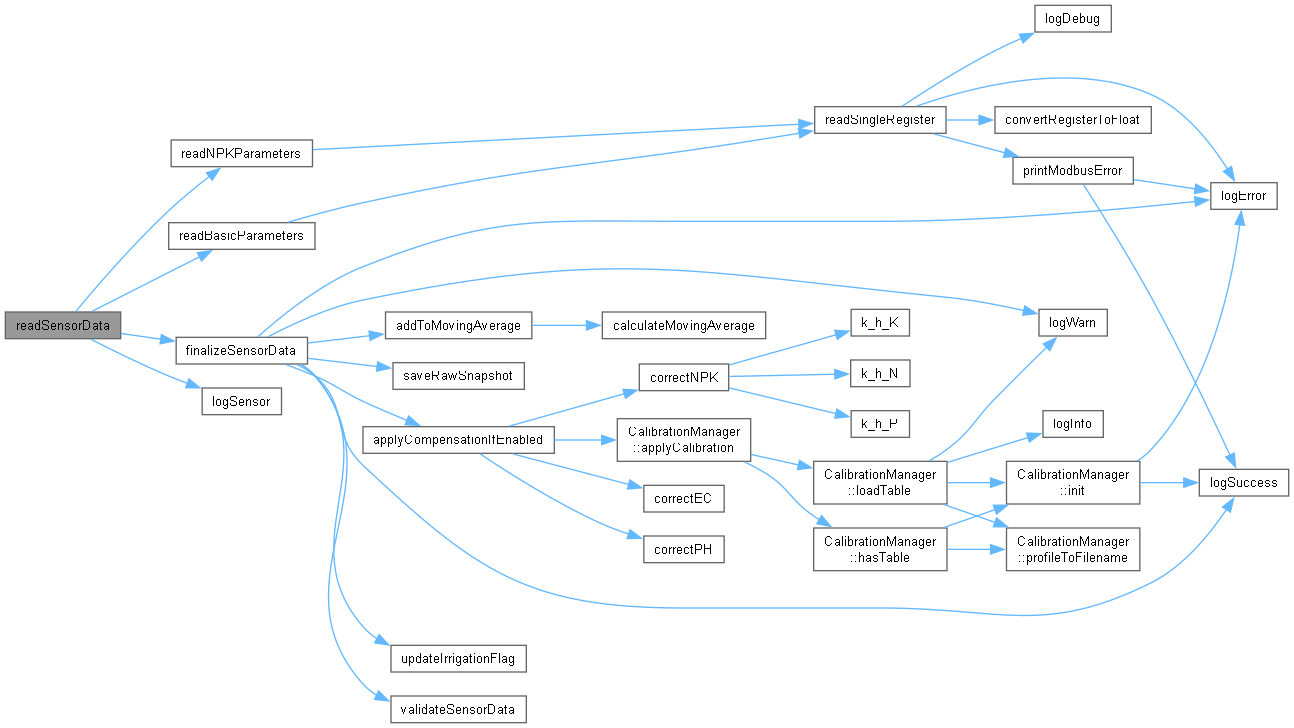 logDebug
readSingleRegister
convertRegisterToFloat
readNPKParameters
printModbusError
logError
readBasicParameters
readSensorData
addToMovingAverage
calculateMovingAverage
k_h_K
logWarn
finalizeSensorData
saveRawSnapshot
correctNPK
k_h_N
logSensor
k_h_P
applyCompensationIfEnabled
CalibrationManager
::applyCalibration
logInfo
CalibrationManager
::loadTable
CalibrationManager
::init
logSuccess
correctEC
correctPH
CalibrationManager
::hasTable
CalibrationManager
::profileToFilename
updateIrrigationFlag
validateSensorData